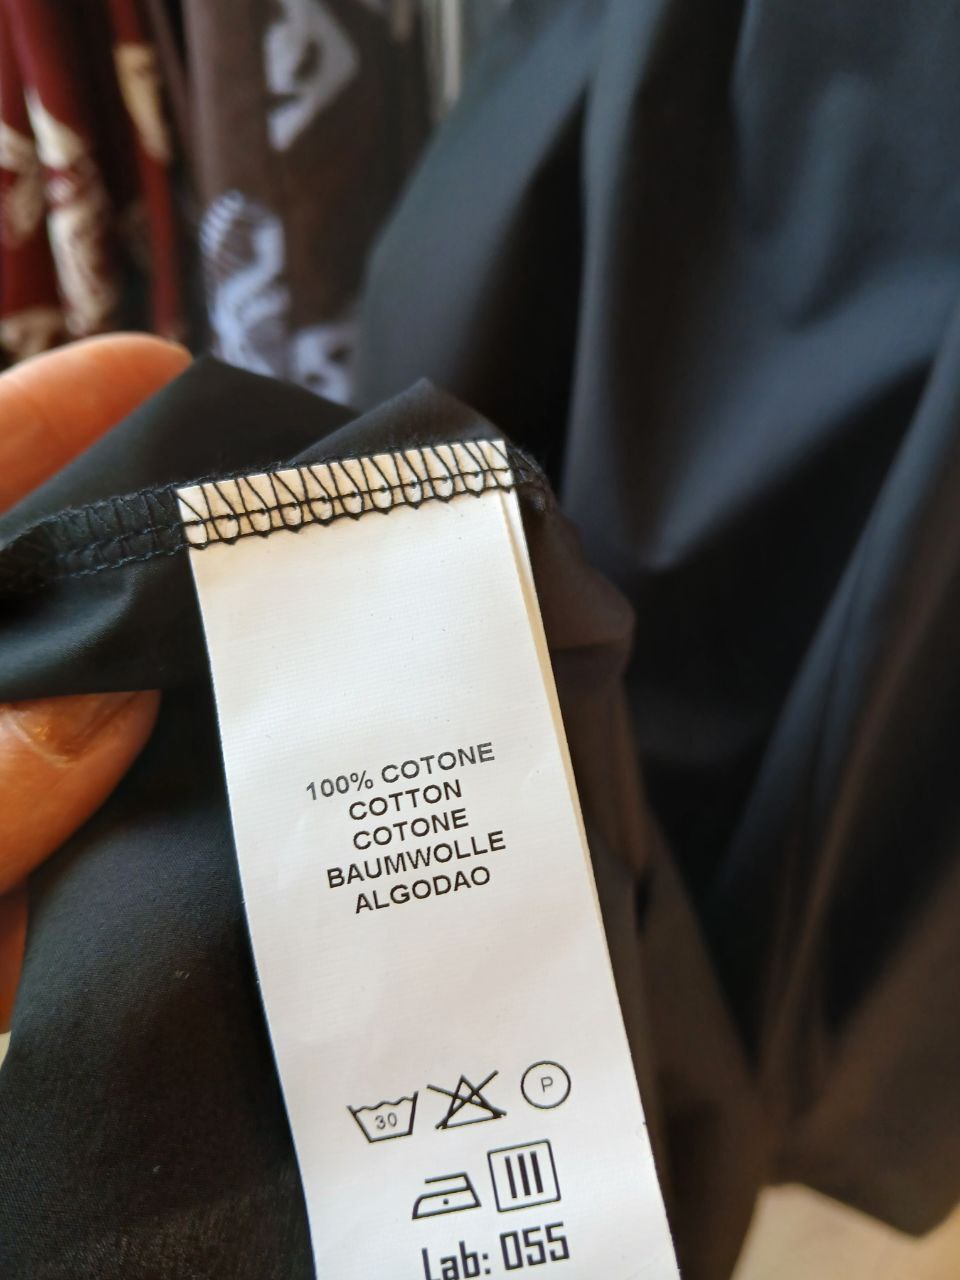 100% COTONE
COTTON
COTONE
BAUMWOLLE
ALGODAO
30 P
Lab: 055